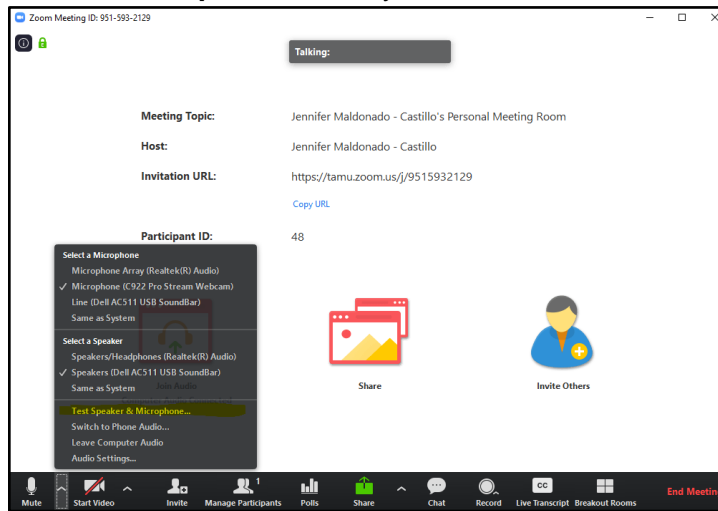 Zoom Meeting ID: 951-593-2129
Talking:
Meeting Topic: Jennifer Maldonado - Castillo's Personal Meeting Room
Host: Jennifer Maldonado - Castillo
Invitation URL: https://tamu.zoom.us/j/9515932129
Copy URL
Participant ID: 48
Select a Microphone
Microphone Array (Realtek(R) Audio)
✓ Microphone (C922 Pro Stream Webcam)
Line (Dell AC511 USB SoundBar)
Same as System
Select a Speaker
Speakers/Headphones (Realtek(R) Audio)
✓ Speakers (Dell AC511 USB SoundBar)
Same as System
Join Audio
Computer Audio Connected
Test Speaker & Microphone...
Switch to Phone Audio...
Leave Computer Audio
Audio Settings...
Share
Invite Others
Mute
Start Video
Invite
1
Manage Participants
Polls
Share
Chat
Record
CC
Live Transcript
Breakout Rooms
End Meetin